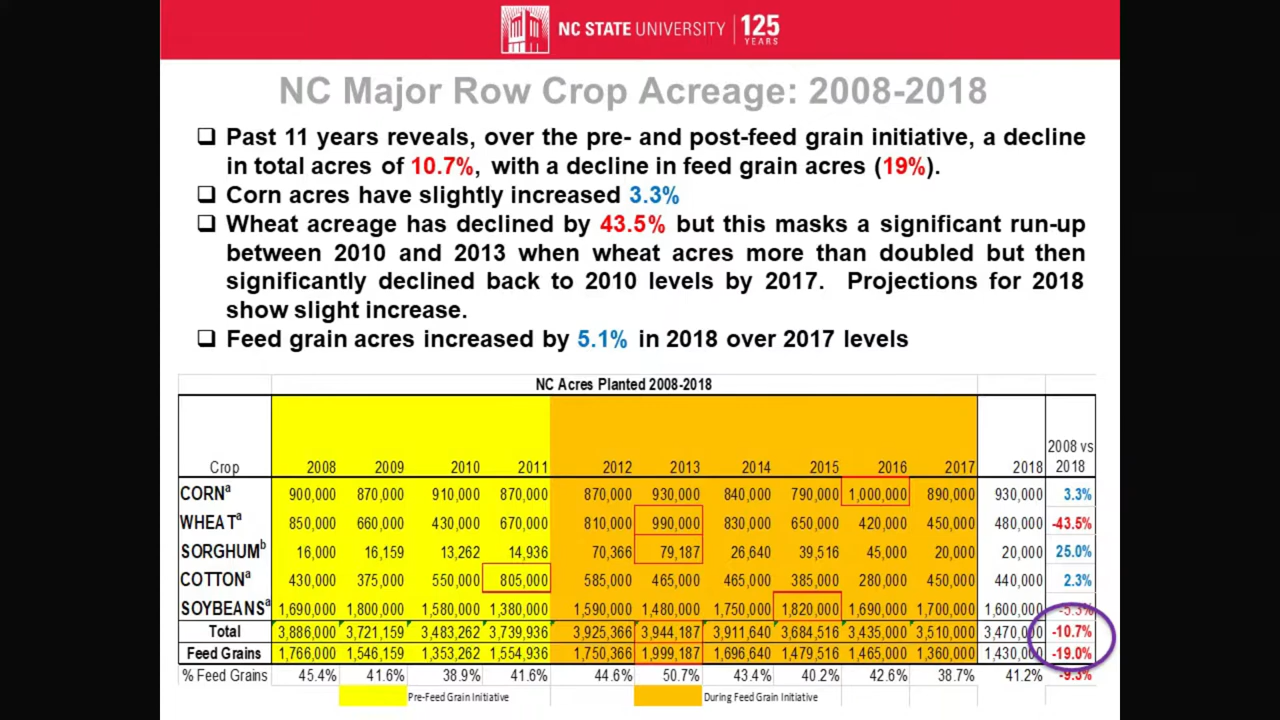 NC STATE UNIVERSITY 125 YEARS
NC Major Row Crop Acreage: 2008-2018
❑ Past 11 years reveals, over the pre- and post-feed grain initiative, a decline
in total acres of 10.7%, with a decline in feed grain acres (19%).
❑ Corn acres have slightly increased 3.3%
❑ Wheat acreage has declined by 43.5% but this masks a significant run-up
between 2010 and 2013 when wheat acres more than doubled but then
significantly declined back to 2010 levels by 2017. Projections for 2018
show slight increase.
❑ Feed grain acres increased by 5.1% in 2018 over 2017 levels
NC Acres Planted 2008-2018
Crop 2008 2009 2010 2011 2012 2013 2014 2015 2016 2017 2018 2008 vs 2018
CORNa 900,000 870,000 910,000 870,000 870,000 930,000 840,000 790,000 1,000,000 890,000 930,000 3.3%
WHEATa 850,000 660,000 430,000 670,000 810,000 990,000 830,000 650,000 420,000 450,000 480,000 -43.5%
SORGHUMb 16,000 16,159 13,262 14,936 70,366 79,187 26,640 39,516 45,000 20,000 20,000 25.0%
COTTONa 430,000 375,000 550,000 805,000 585,000 465,000 465,000 385,000 280,000 450,000 440,000 2.3%
SOYBEANSa 1,690,000 1,800,000 1,580,000 1,380,000 1,590,000 1,480,000 1,750,000 1,820,000 1,690,000 1,700,000 1,600,000 -5.3%
Total 3,886,000 3,721,159 3,483,262 3,739,936 3,925,366 3,944,187 3,911,640 3,684,516 3,435,000 3,510,000 3,470,000 -10.7%
Feed Grains 1,766,000 1,546,159 1,353,262 1,554,936 1,750,366 1,999,187 1,696,640 1,479,516 1,465,000 1,360,000 1,430,000 -19.0%
% Feed Grains 45.4% 41.6% 38.9% 41.6% 44.6% 50.7% 43.4% 40.2% 42.6% 38.7% 41.2% -9.3%
Pre-Feed Grain Initiative During Feed Grain Initiative